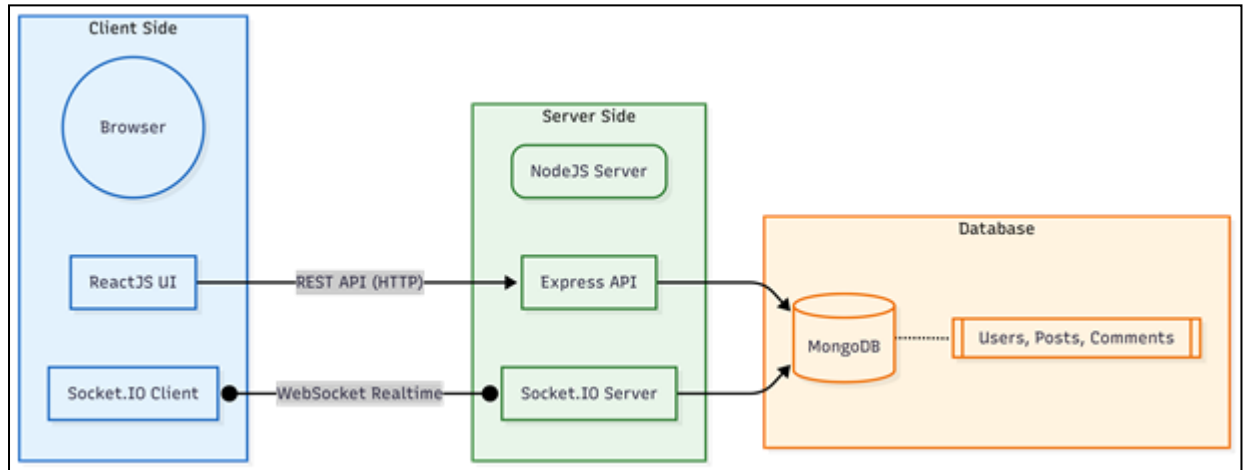 Client Side
Browser
Server Side
NodeJS Server
Database
ReactJS UI
REST API (HTTP)
Express API
MongoDB
Users, Posts, Comments
Socket.IO Client
WebSocket Realtime
Socket.IO Server